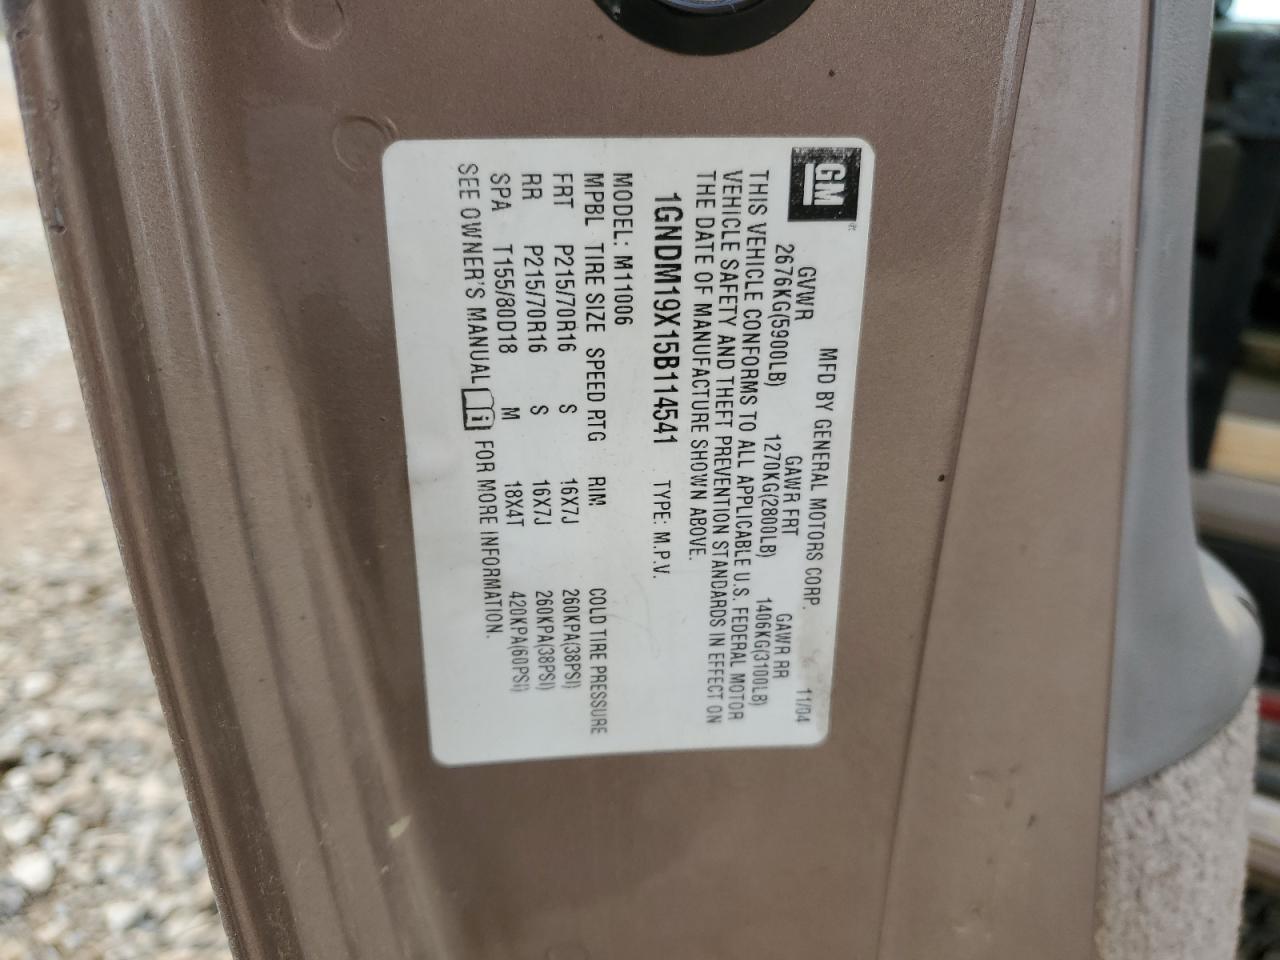 GM
MFD BY GENERAL MOTORS CORP. 11/04
GVWR GAWR FRT GAWR RR
2676KG(5900LB) 1270KG(2800LB) 1406KG(3100LB)
THIS VEHICLE CONFORMS TO ALL APPLICABLE U.S. FEDERAL MOTOR
VEHICLE SAFETY AND THEFT PREVENTION STANDARDS IN EFFECT ON
THE DATE OF MANUFACTURE SHOWN ABOVE.
1GNDM19X15B114541 TYPE: M.P.V.
MODEL: M11006
MPBL TIRE SIZE SPEED RTG RIM COLD TIRE PRESSURE
FRT P215/70R16 S 16X7J 260KPA(38PSI)
RR P215/70R16 S 16X7J 260KPA(38PSI)
SPA T155/80D18 M 18X4T 420KPA(60PSI)
SEE OWNER'S MANUAL i FOR MORE INFORMATION.